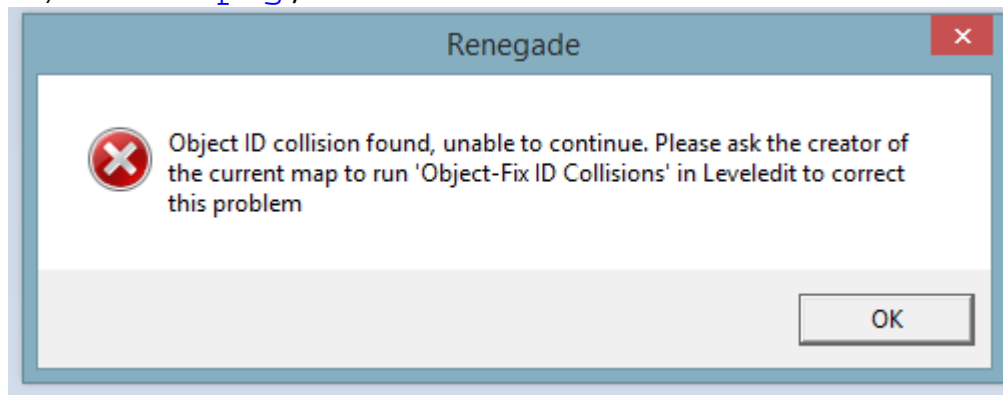 Renegade
Object ID collision found, unable to continue. Please ask the creator of
the current map to run 'Object-Fix ID Collisions' in Leveledit to correct
this problem
OK